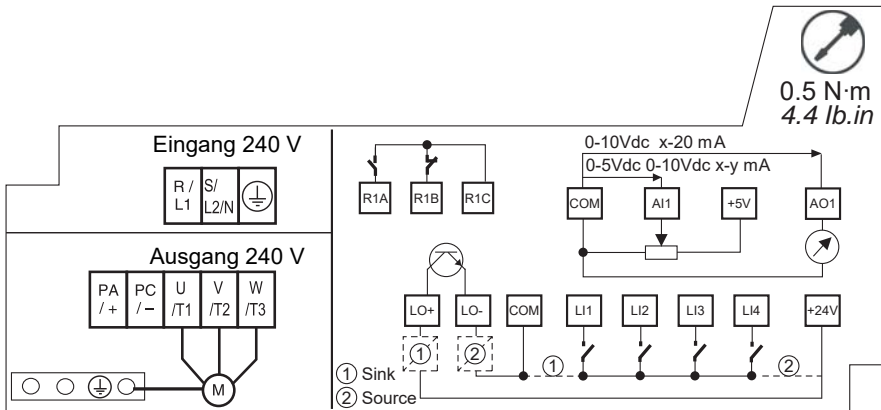 0.5 N·m
4.4 lb.in
Eingang 240 V
R / L1
S/ L2/N
Ausgang 240 V
PA / +
PC / –
U /T1
V /T2
W /T3
M
R1A R1B R1C
0-10Vdc x-20 mA
0-5Vdc 0-10Vdc x-y mA
COM AI1 +5V AO1
LO+ LO- COM LI1 LI2 LI3 LI4 +24V
① ② ① ②
① Sink
② Source